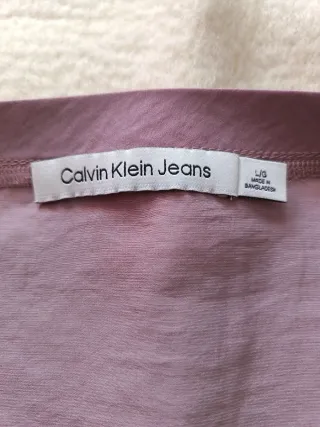 Calvin Klein Jeans
L/G
MADE IN
BANGLADESH